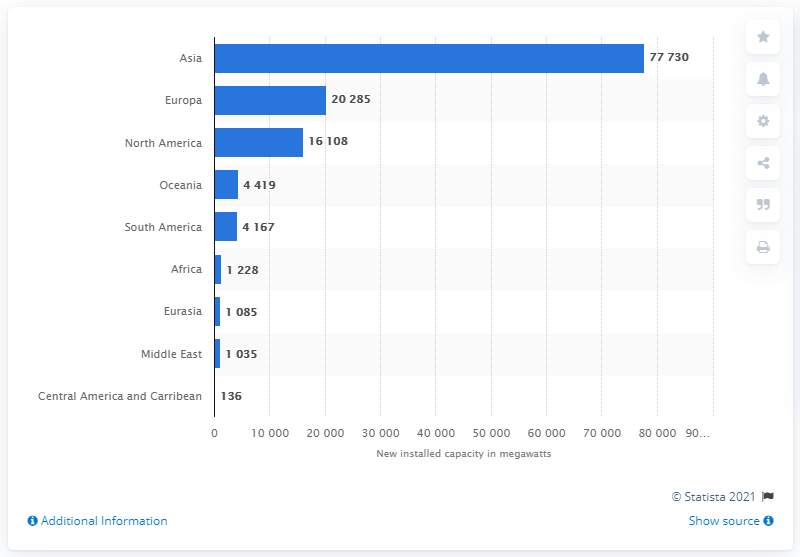 Asia 77 730
Europa 20 285
North America 16 108
Oceania 4 419
South America 4 167
Africa 1 228
Eurasia 1 085
Middle East 1 035
Central America and Carribean 136
0 10 000 20 000 30 000 40 000 50 000 60 000 70 000 80 000 90...
New installed capacity in megawatts
© Statista 2021
Additional Information Show source